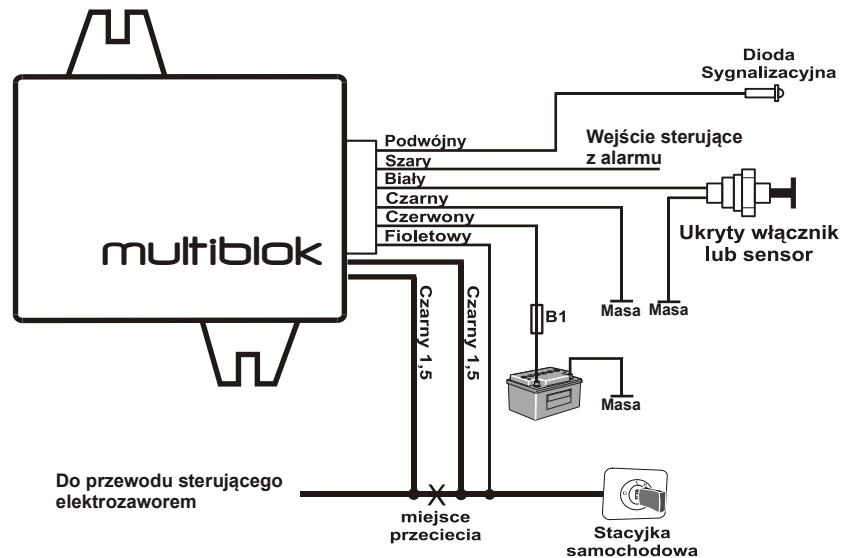 Dioda
Sygnalizacyjna
Podwójny
Szary
Biały
Czarny
Czerwony
Fioletowy
Wejście sterujące
z alarmu
Ukryty włącznik
lub sensor
multiblok
Czarny 1,5
Czarny 1,5
B1
Masa
Masa
Masa
Do przewodu sterującego
elektrozaworem
miejsce
przeciecia
Stacyjka
samochodowa